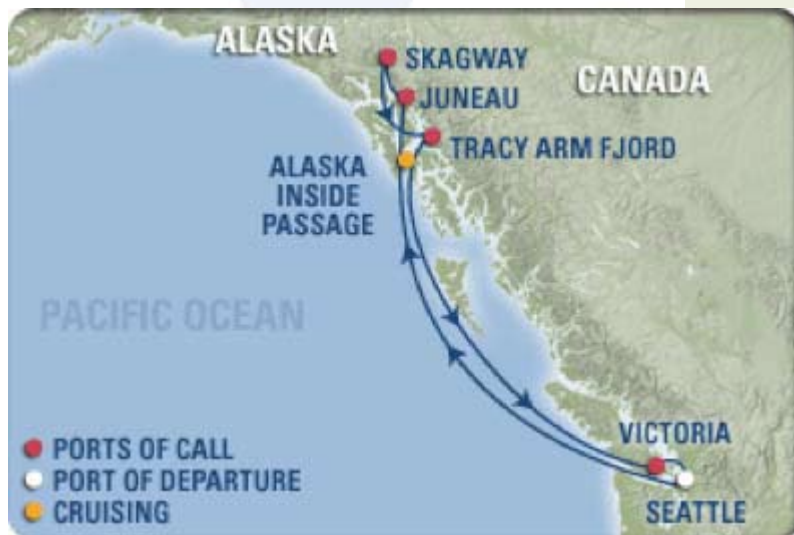 ALASKA
SKAGWAY
CANADA
JUNEAU
TRACY ARM FJORD
ALASKA
INSIDE
PASSAGE
PACIFIC OCEAN
VICTORIA
SEATTLE
PORTS OF CALL
PORT OF DEPARTURE
CRUISING